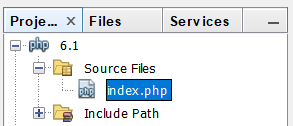 Proje... Files Services
php 6.1
Source Files
php index.php
Include Path